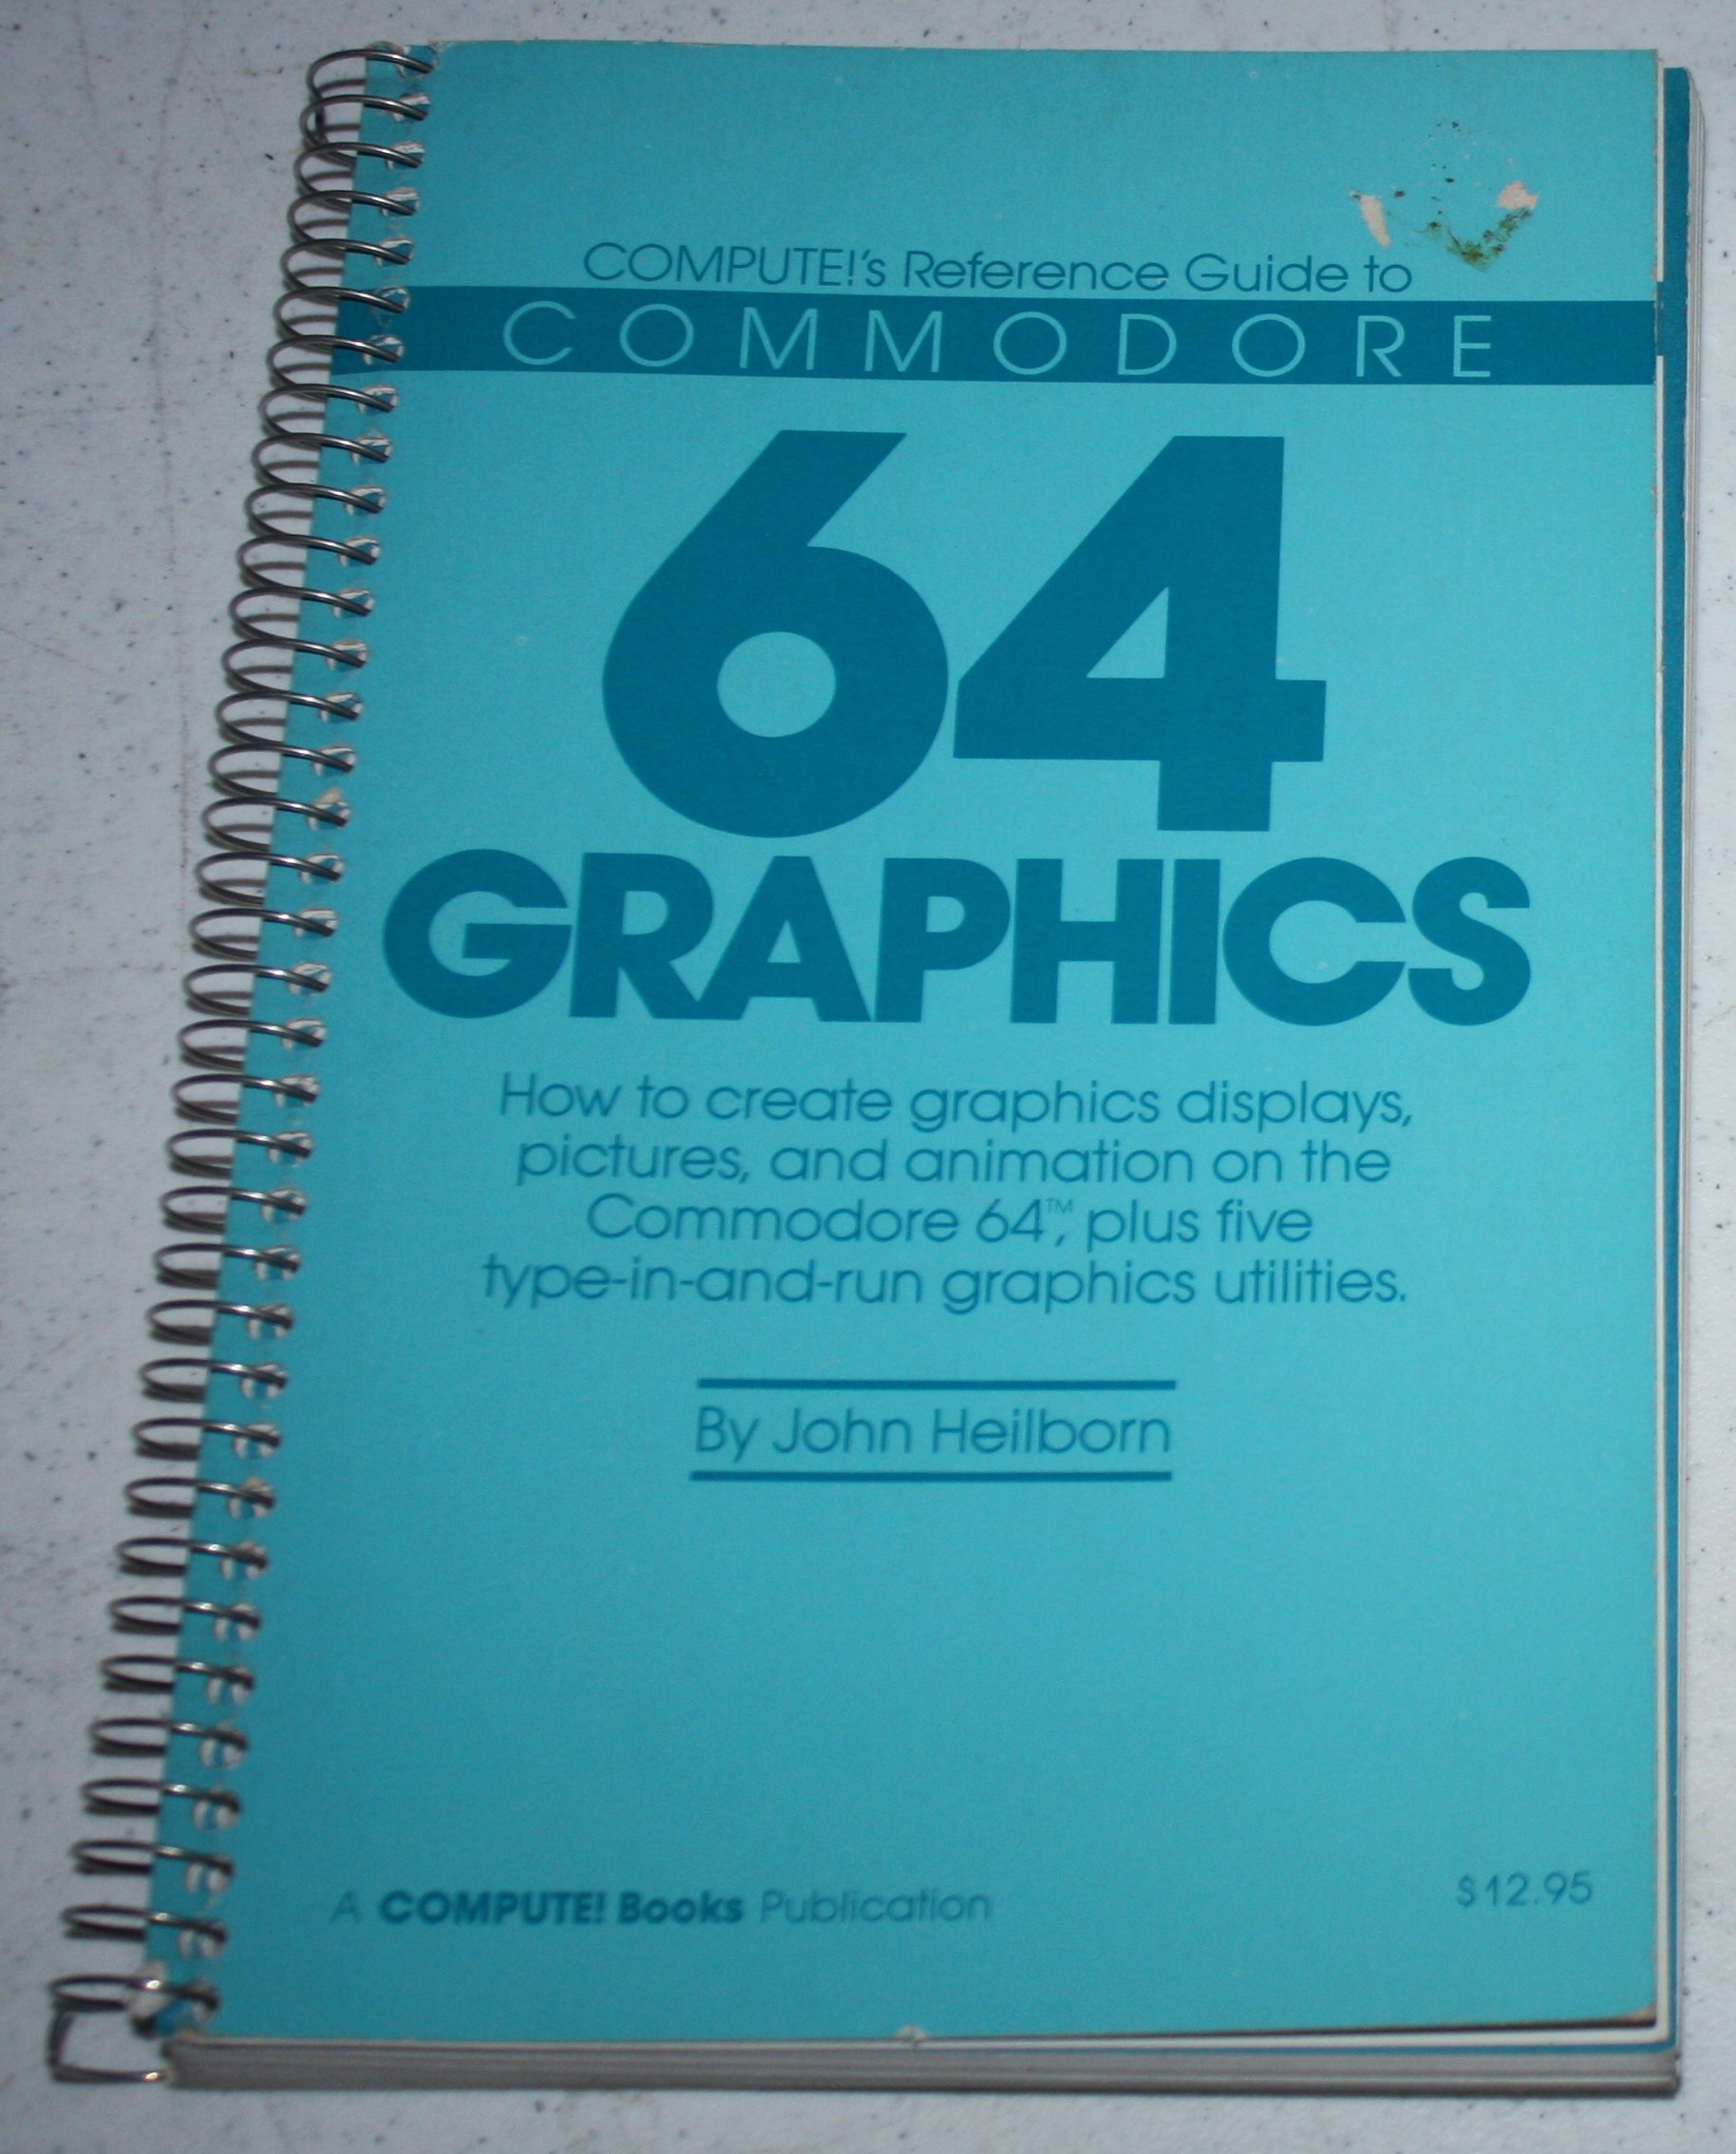 COMPUTE!'s Reference Guide to
COMMODORE
64
GRAPHICS
How to create graphics displays,
pictures, and animation on the
Commodore 64™, plus five
type-in-and-run graphics utilities.
By John Heilborn
A COMPUTE! Books Publication
$12.95